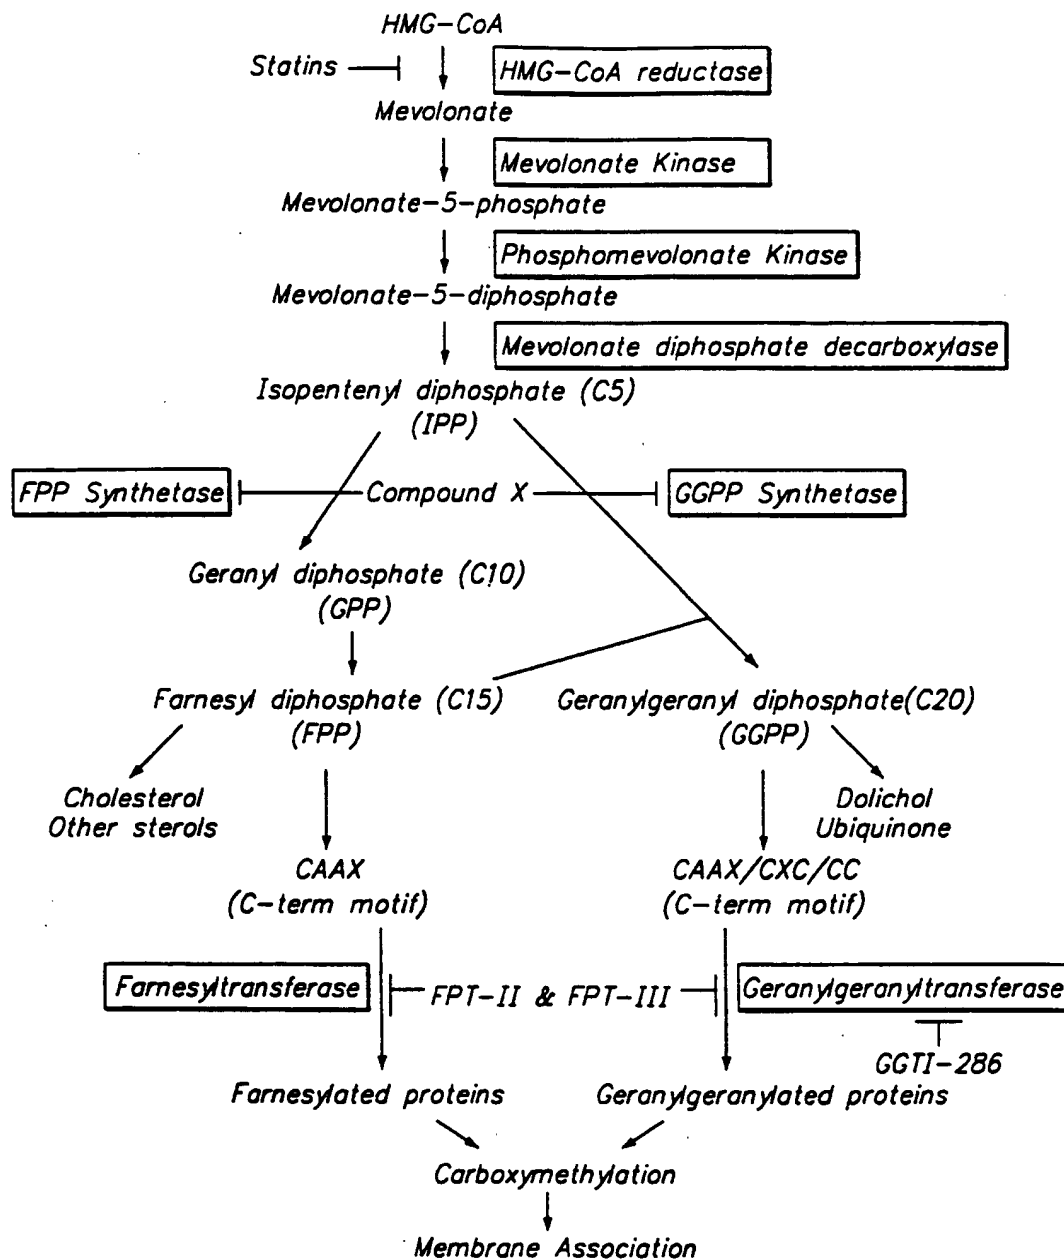 HMG-CoA
Statins
HMG-CoA reductase
Mevolonate
Mevolonate Kinase
Mevolonate-5-phosphate
Phosphomevolonate Kinase
Mevolonate-5-diphosphate
Mevolonate diphosphate decarboxylase
Isopentenyl diphosphate (C5)
(IPP)
FPP Synthetase
Compound X
GGPP Synthetase
Geranyl diphosphate (C10)
(GPP)
Farnesyl diphosphate (C15)
(FPP)
Geranylgeranyl diphosphate(C20)
(GGPP)
Cholesterol
Other sterols
Dolichol
Ubiquinone
CAAX
(C-term motif)
CAAX/CXC/CC
(C-term motif)
Farnesyltransferase
FPT-II & FPT-III
Geranylgeranyltransferase
GGTI-286
Farnesylated proteins
Geranylgeranylated proteins
Carboxymethylation
Membrane Association